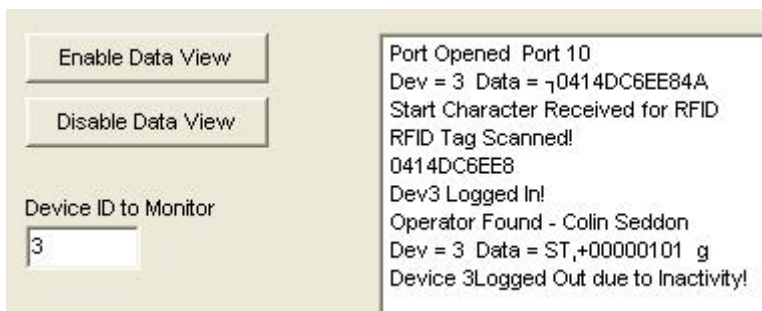 Enable Data View
Disable Data View
Device ID to Monitor
3
Port Opened  Port 10
Dev = 3  Data = ¬0414DC6EE84A
Start Character Received for RFID
RFID Tag Scanned!
0414DC6EE8
Dev3 Logged In!
Operator Found - Colin Seddon
Dev = 3  Data = ST,+00000101  g
Device 3Logged Out due to Inactivity!